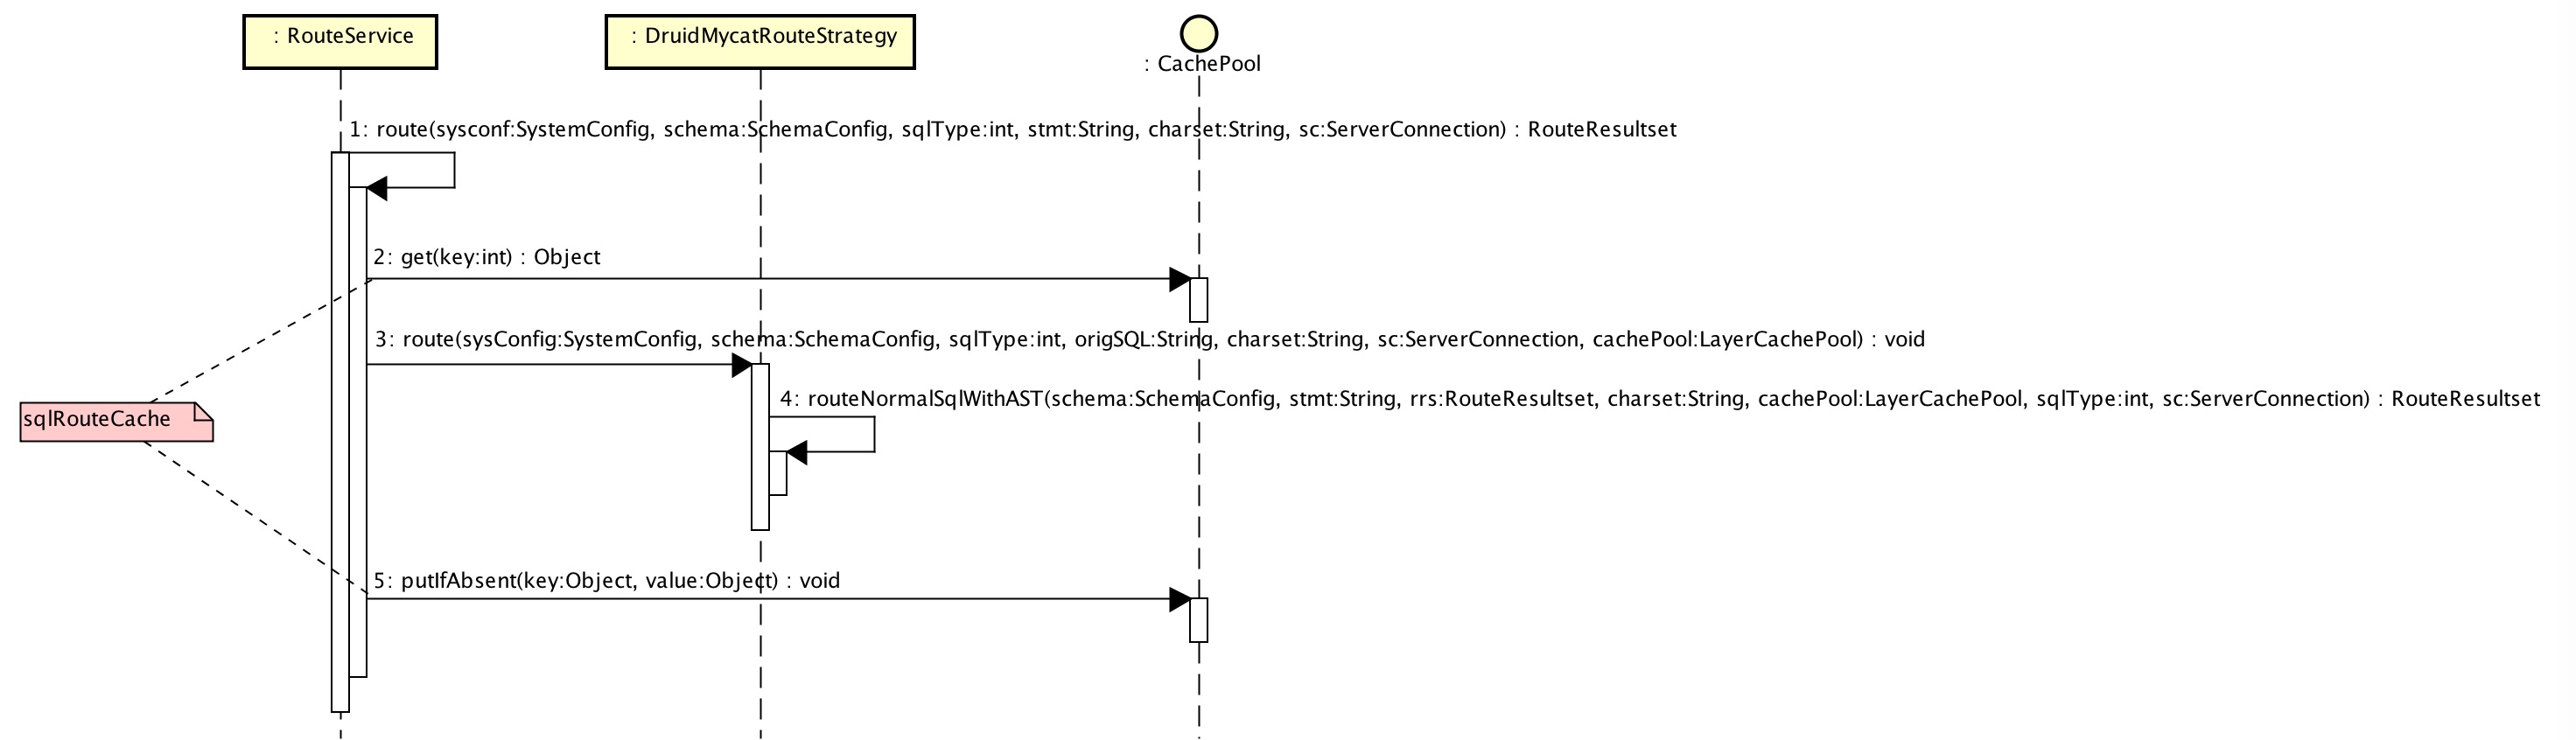 : RouteService
: DruidMycatRouteStrategy
: CachePool
1: route(sysconf:SystemConfig, schema:SchemaConfig, sqlType:int, stmt:String, charset:String, sc:ServerConnection) : RouteResultset
2: get(key:int) : Object
3: route(sysConfig:SystemConfig, schema:SchemaConfig, sqlType:int, origSQL:String, charset:String, sc:ServerConnection, cachePool:LayerCachePool) : void
4: routeNormalSqlWithAST(schema:SchemaConfig, stmt:String, rrs:RouteResultset, charset:String, cachePool:LayerCachePool, sqlType:int, sc:ServerConnection) : RouteResultset
sqlRouteCache
5: putIfAbsent(key:Object, value:Object) : void